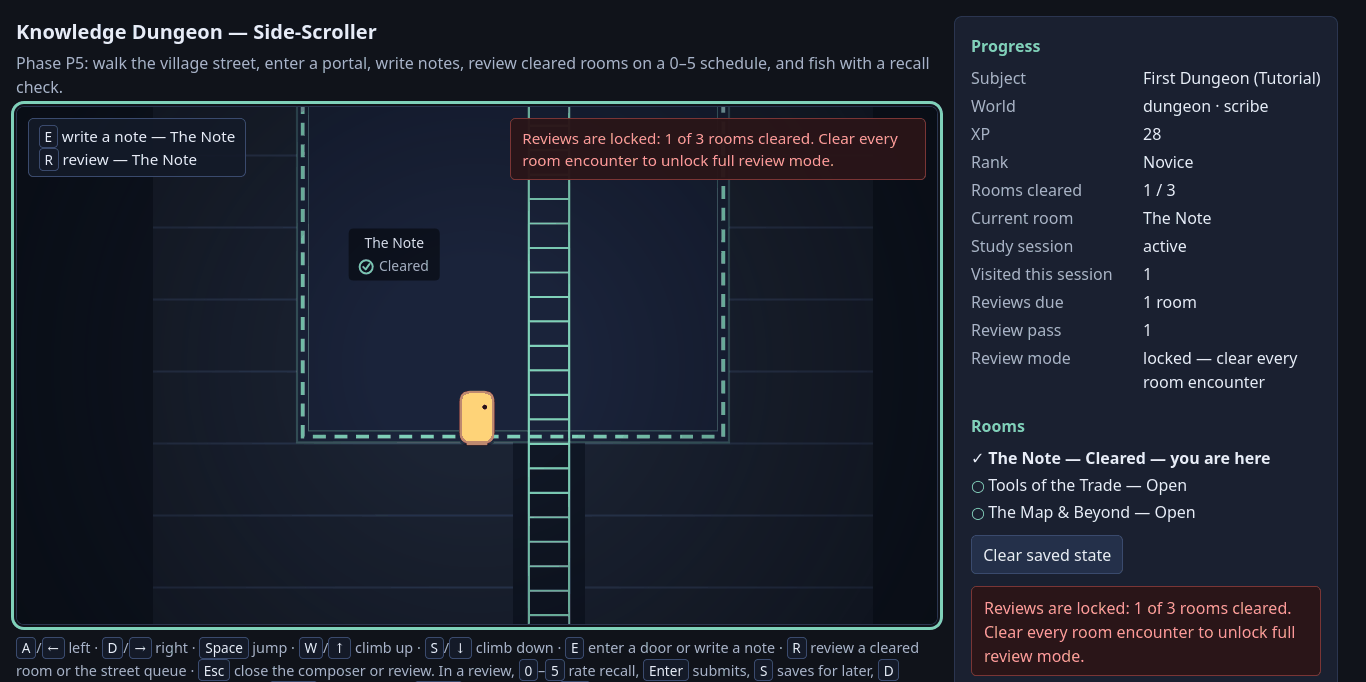 Knowledge Dungeon — Side-Scroller
Phase P5: walk the village street, enter a portal, write notes, review cleared rooms on a 0–5 schedule, and fish with a recall
check.
E write a note — The Note
R review — The Note
Reviews are locked: 1 of 3 rooms cleared. Clear every
room encounter to unlock full review mode.
The Note
Cleared
A/← left · D/→ right · Space jump · W/↑ climb up · S/↓ climb down · E enter a door or write a note · R review a cleared
room or the street queue · Esc close the composer or review. In a review, 0–5 rate recall, Enter submits, S saves for later, D
Progress
Subject First Dungeon (Tutorial)
World dungeon · scribe
XP 28
Rank Novice
Rooms cleared 1 / 3
Current room The Note
Study session active
Visited this session 1
Reviews due 1 room
Review pass 1
Review mode locked — clear every
room encounter
Rooms
✓ The Note — Cleared — you are here
○ Tools of the Trade — Open
○ The Map & Beyond — Open
Clear saved state
Reviews are locked: 1 of 3 rooms cleared.
Clear every room encounter to unlock full
review mode.